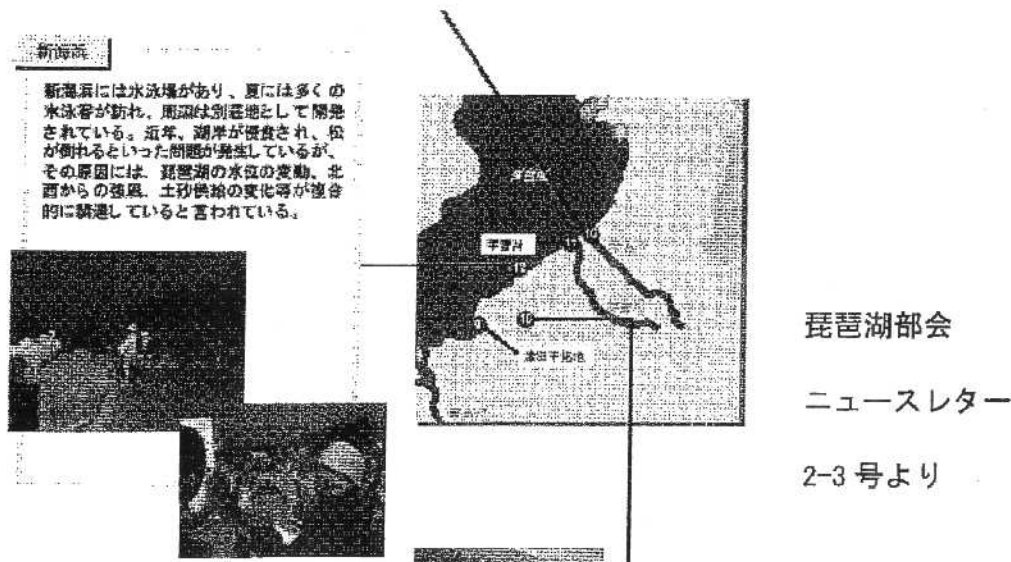 新海浜
新海浜には水泳場があり、夏には多くの
水泳客が訪れ、周辺は別荘地として開発
されている。近年、湖岸が侵食され、松
が倒れるといった問題が発生しているが、
その原因には、琵琶湖の水位の変動、北
西からの強風、土砂供給の変化等が複合
的に関連していると言われている。
津田干拓地
琵琶湖部会
ニュースレター
2-3 号より